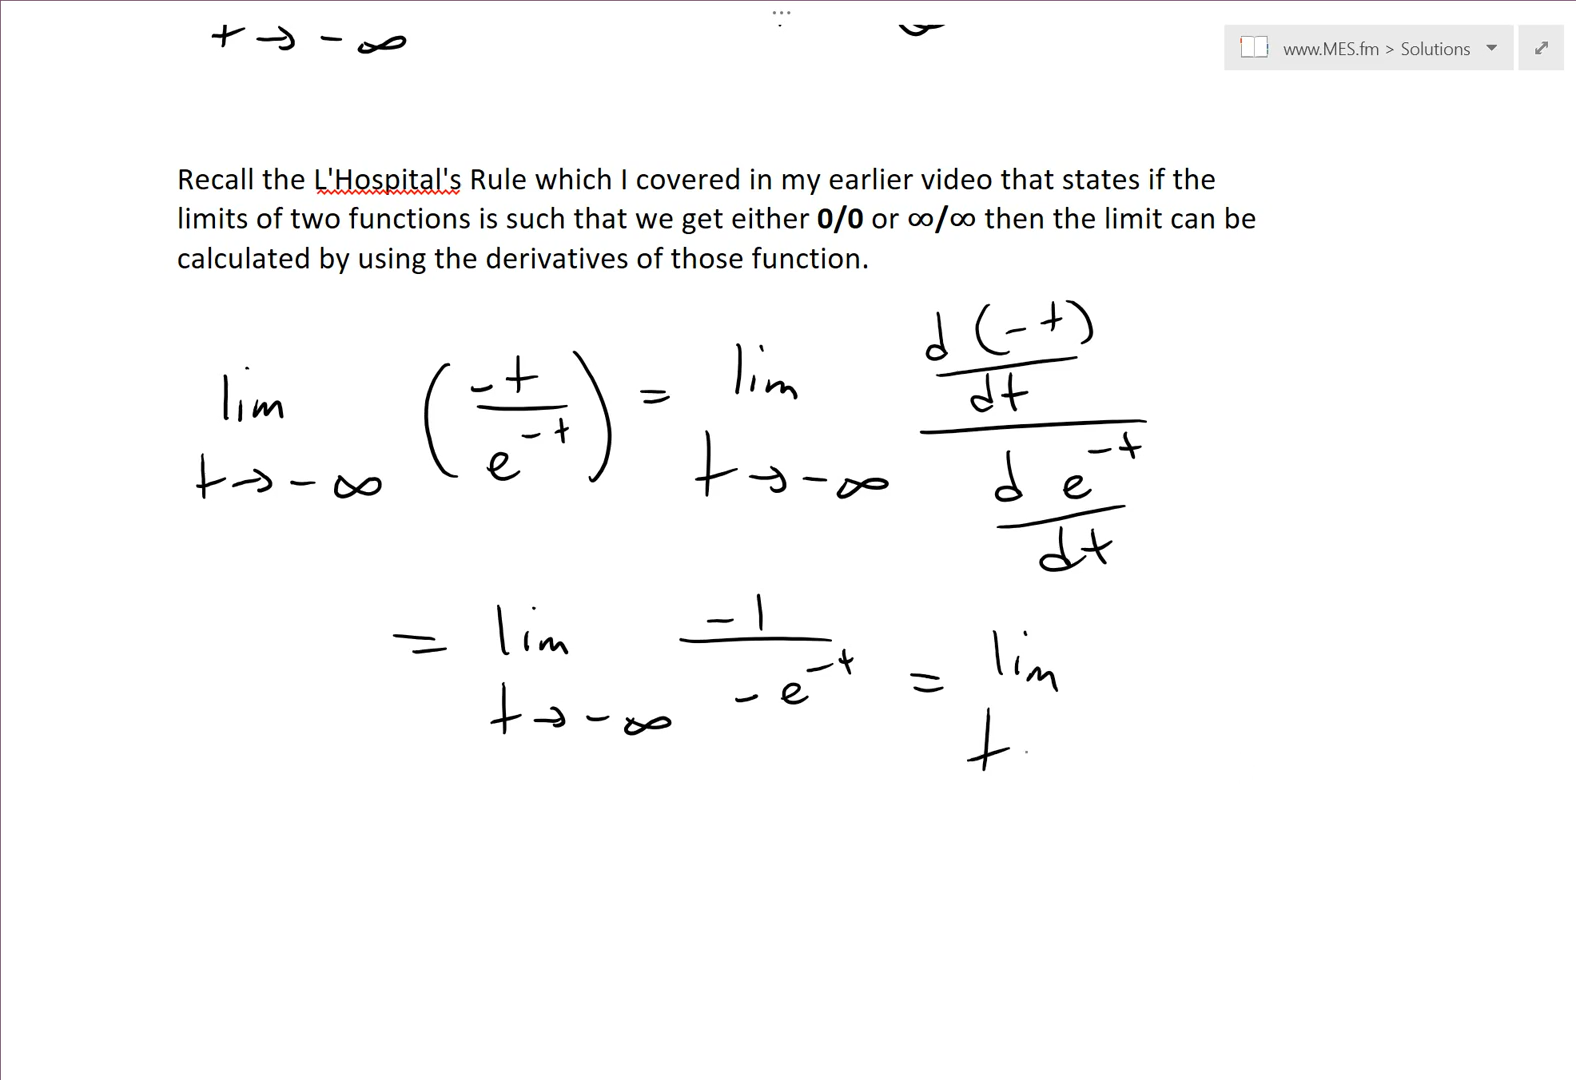 t → - ∞
www.MES.fm > Solutions
Recall the L'Hospital's Rule which I covered in my earlier video that states if the
limits of two functions is such that we get either 0/0 or ∞/∞ then the limit can be
calculated by using the derivatives of those function.
lim t → - ∞ (-t / e^-t) = lim t → - ∞ (d(-t)/dt) / (d e^-t/dt)
= lim t → - ∞ -1 / -e^-t = lim t